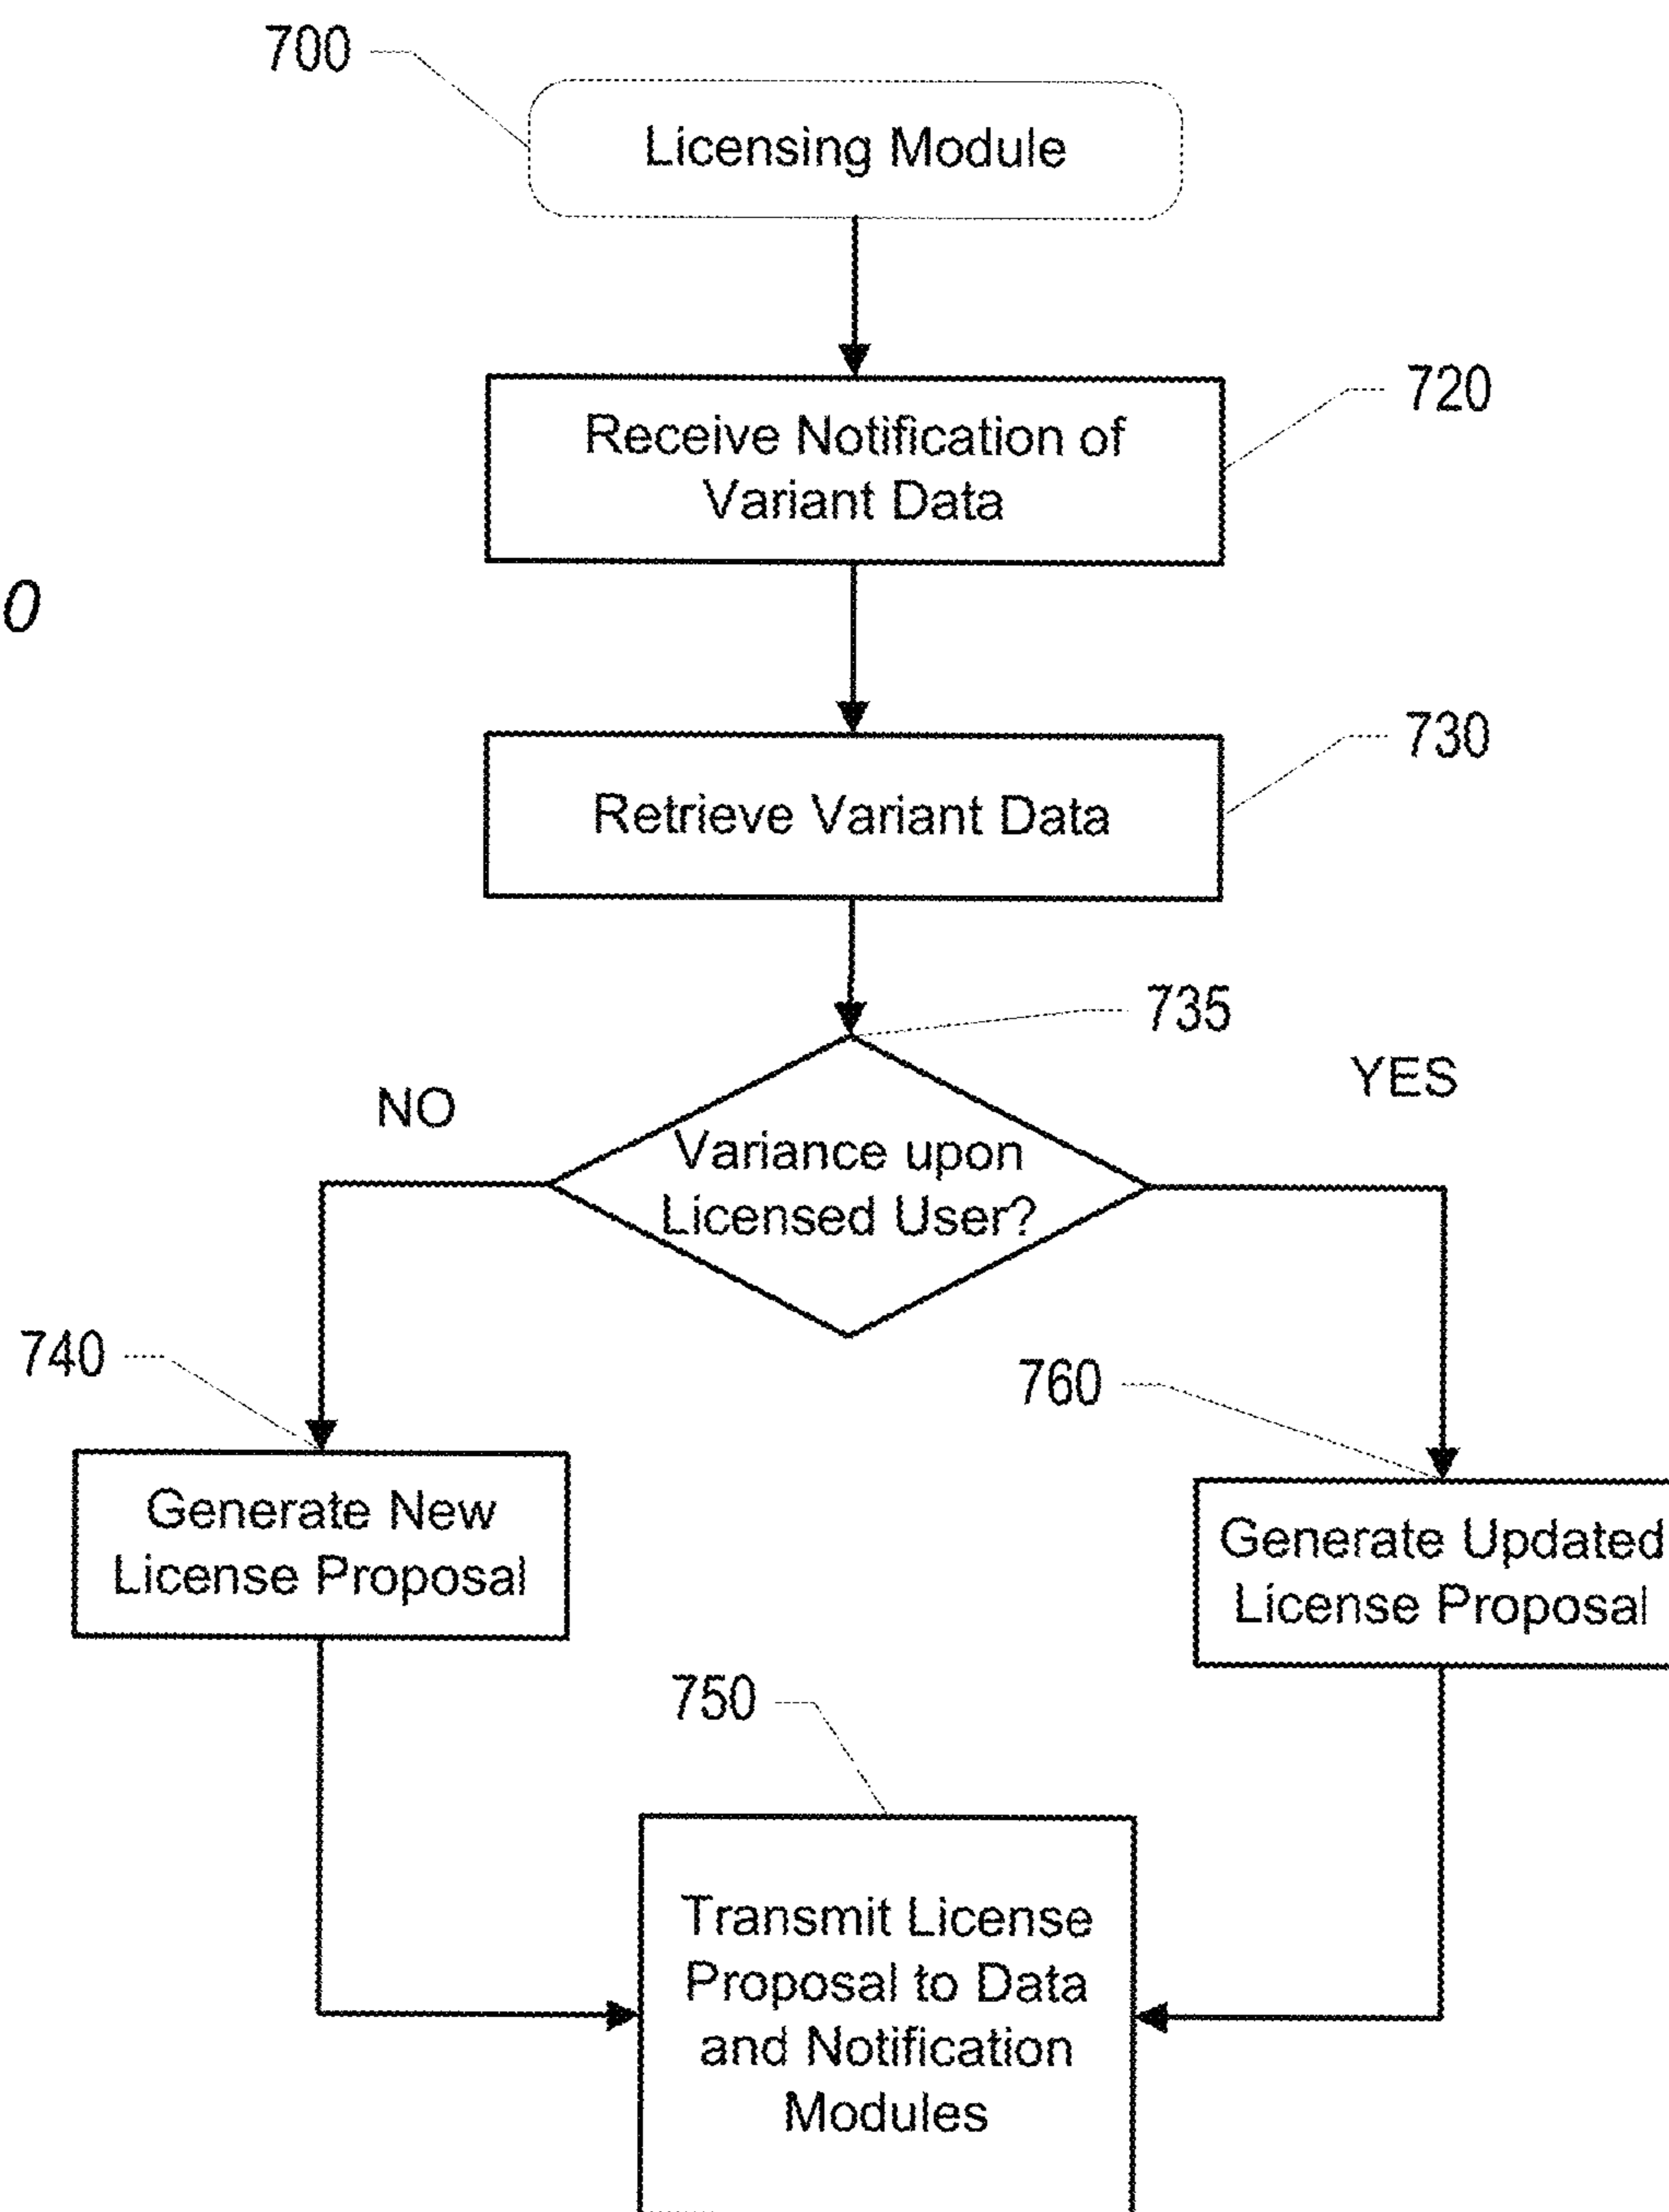 700
Licensing Module
720
Receive Notification of
Variant Data
0
730
Retrieve Variant Data
735
NO
YES
Variance upon
Licensed User?
740
760
Generate New
License Proposal
Generate Updated
License Proposal
750
Transmit License
Proposal to Data
and Notification
Modules